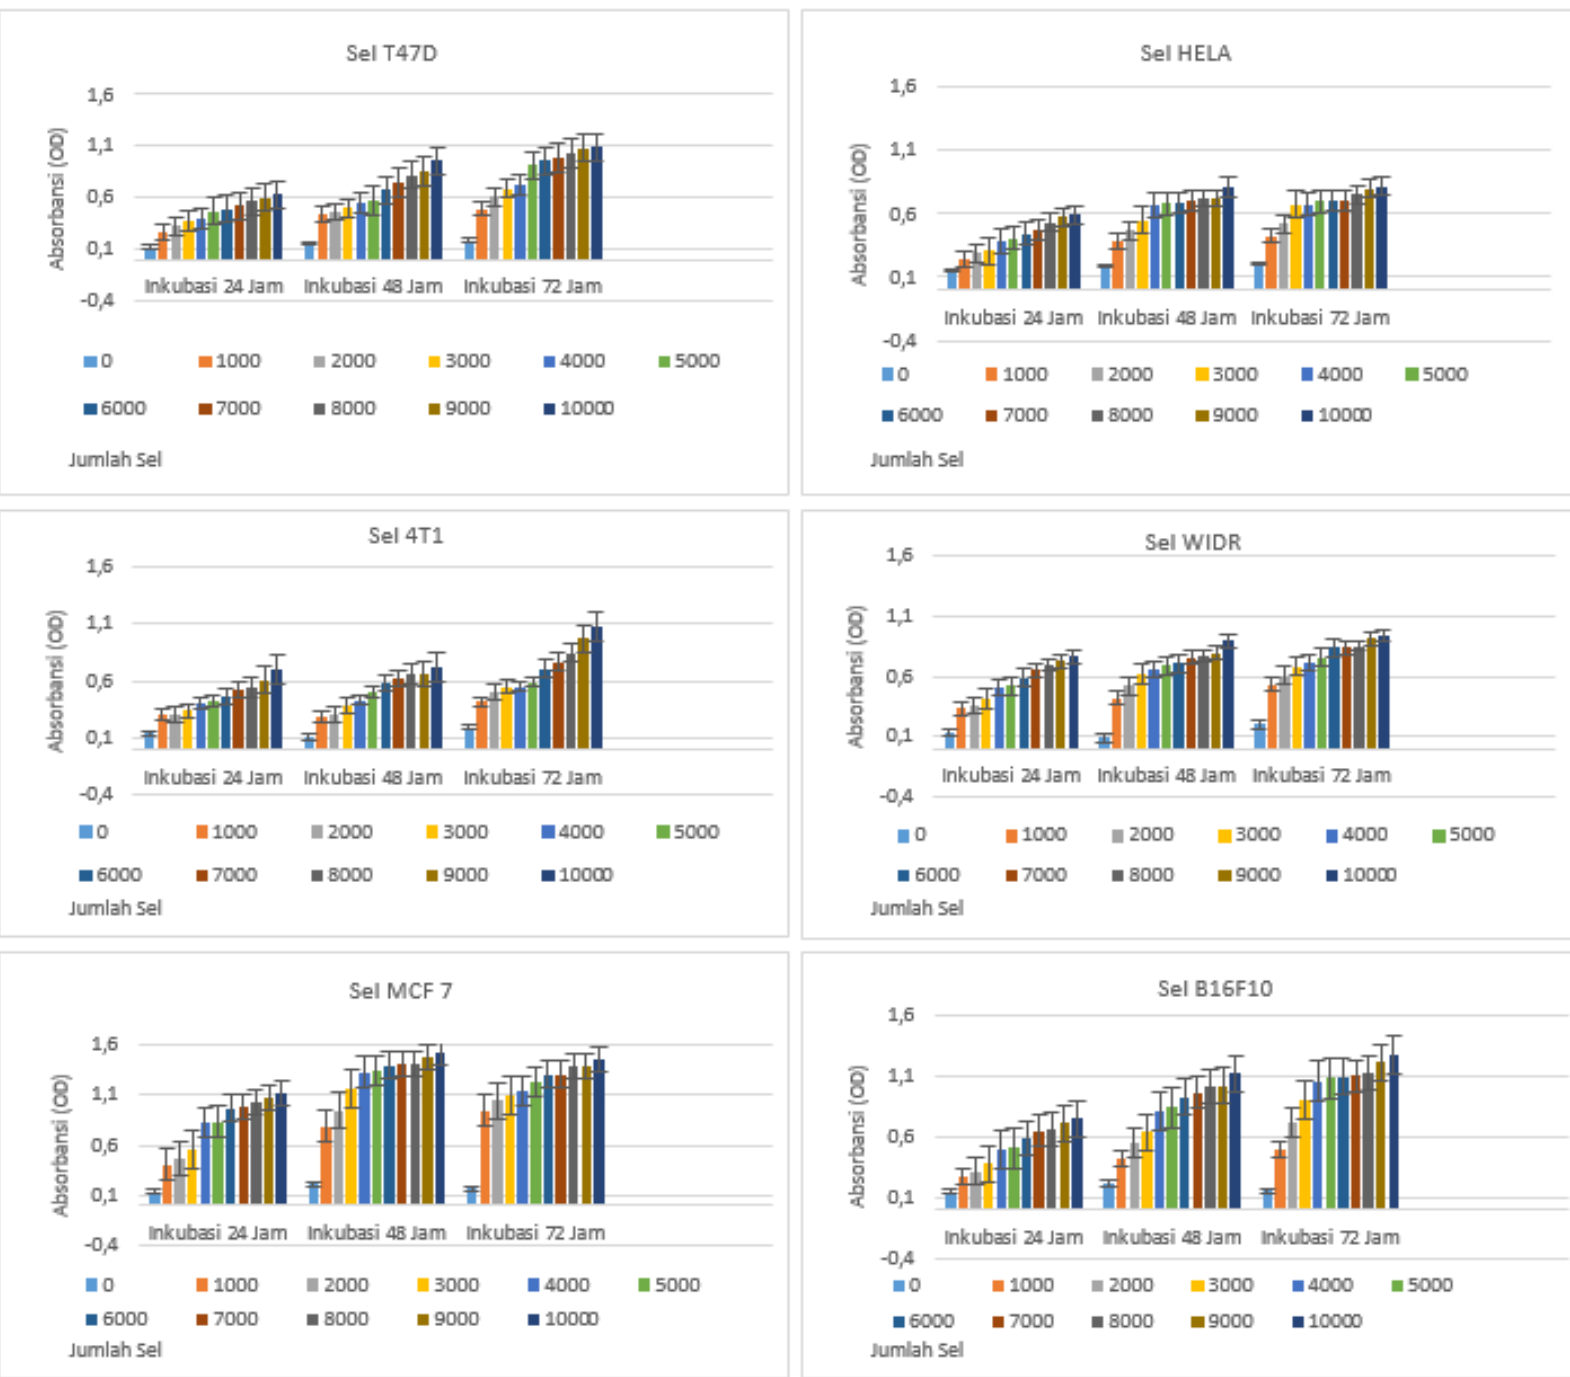 Sel T47D
Absorbansi (OD)
1,6
1,1
0,6
0,1
-0,4
Inkubasi 24 Jam Inkubasi 48 Jam Inkubasi 72 Jam
0 1000 2000 3000 4000 5000
6000 7000 8000 9000 10000
Jumlah Sel
Sel HELA
Absorbansi (OD)
1,6
1,1
0,6
0,1
-0,4
Inkubasi 24 Jam Inkubasi 48 Jam Inkubasi 72 Jam
0 1000 2000 3000 4000 5000
6000 7000 8000 9000 10000
Jumlah Sel
Sel 4T1
Absorbansi (OD)
1,6
1,1
0,6
0,1
-0,4
Inkubasi 24 Jam Inkubasi 48 Jam Inkubasi 72 Jam
0 1000 2000 3000 4000 5000
6000 7000 8000 9000 10000
Jumlah Sel
Sel WIDR
Absorbansi (OD)
1,6
1,1
0,6
0,1
-0,4
Inkubasi 24 Jam Inkubasi 48 Jam Inkubasi 72 Jam
0 1000 2000 3000 4000 5000
6000 7000 8000 9000 10000
Jumlah Sel
Sel MCF 7
Absorbansi (OD)
1,6
1,1
0,6
0,1
-0,4
Inkubasi 24 Jam Inkubasi 48 Jam Inkubasi 72 Jam
0 1000 2000 3000 4000 5000
6000 7000 8000 9000 10000
Jumlah Sel
Sel B16F10
Absorbansi (OD)
1,6
1,1
0,6
0,1
-0,4
Inkubasi 24 Jam Inkubasi 48 Jam Inkubasi 72 Jam
0 1000 2000 3000 4000 5000
6000 7000 8000 9000 10000
Jumlah Sel